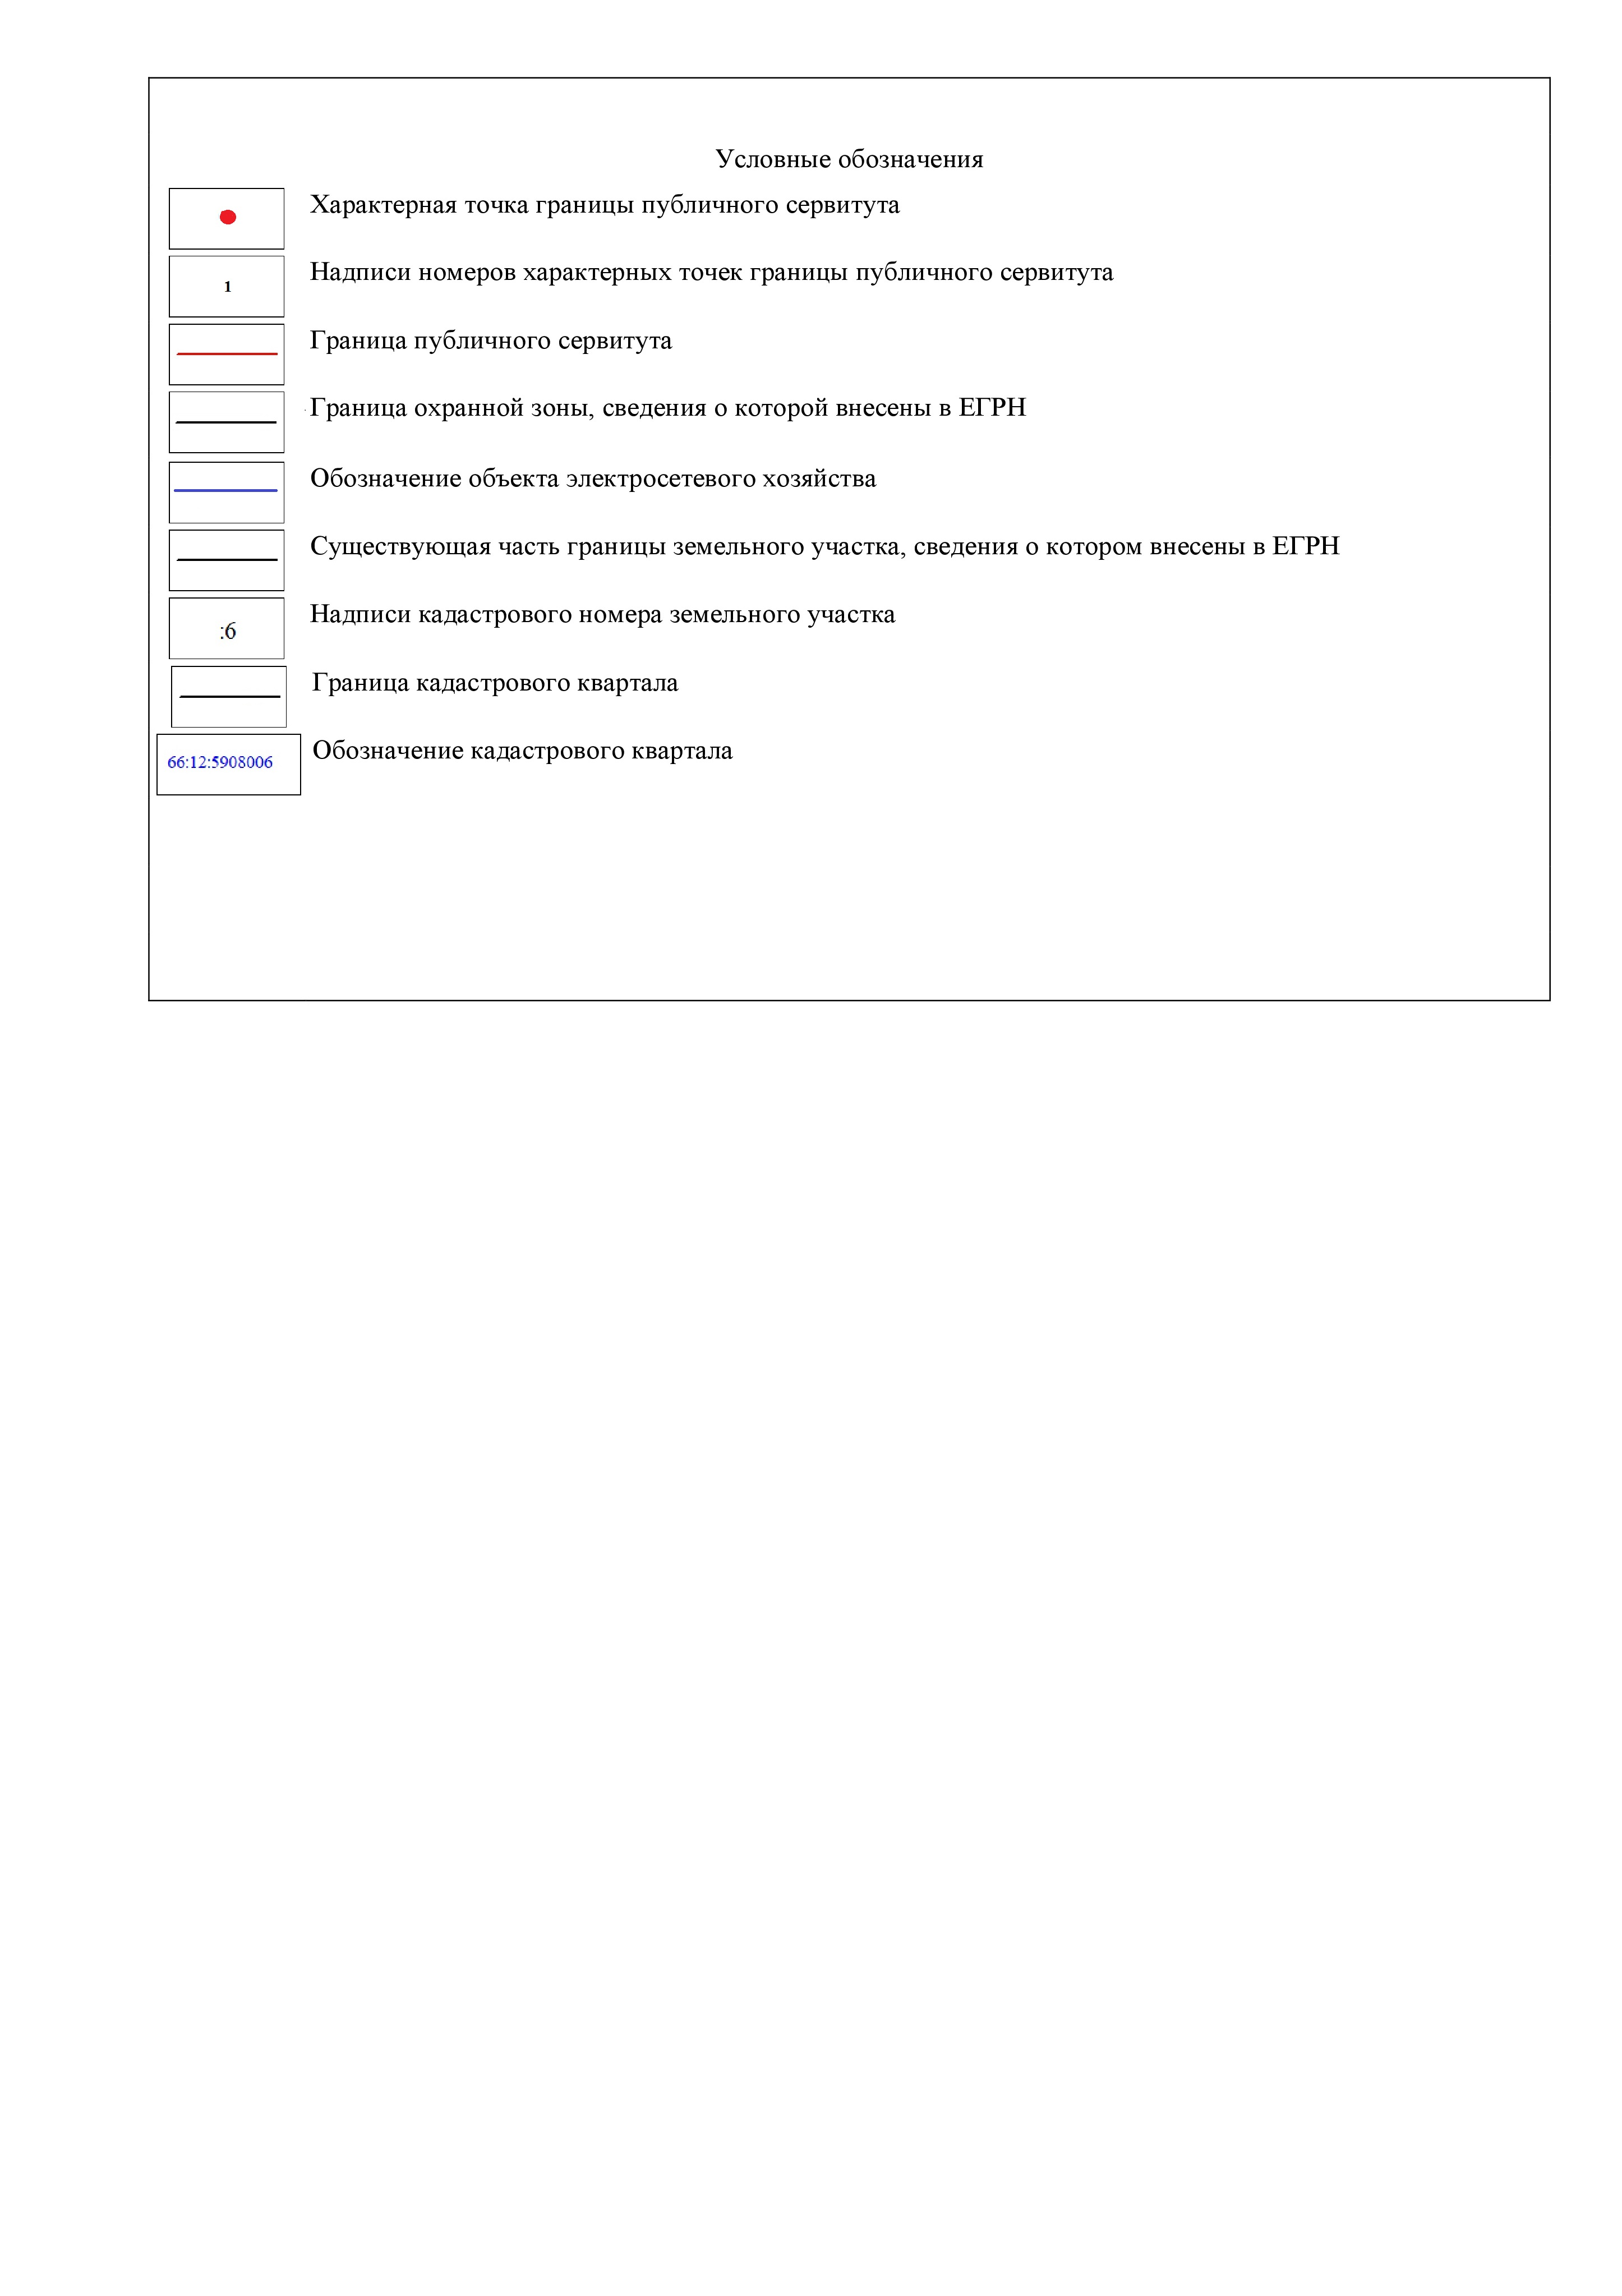 Условные обозначения
Характерная точка границы публичного сервитута
1
Надписи номеров характерных точек границы публичного сервитута
Граница публичного сервитута
Граница охранной зоны, сведения о которой внесены в ЕГРН
Обозначение объекта электросетевого хозяйства
Существующая часть границы земельного участка, сведения о котором внесены в ЕГРН
:6
Надписи кадастрового номера земельного участка
Граница кадастрового квартала
66:12:5908006
Обозначение кадастрового квартала